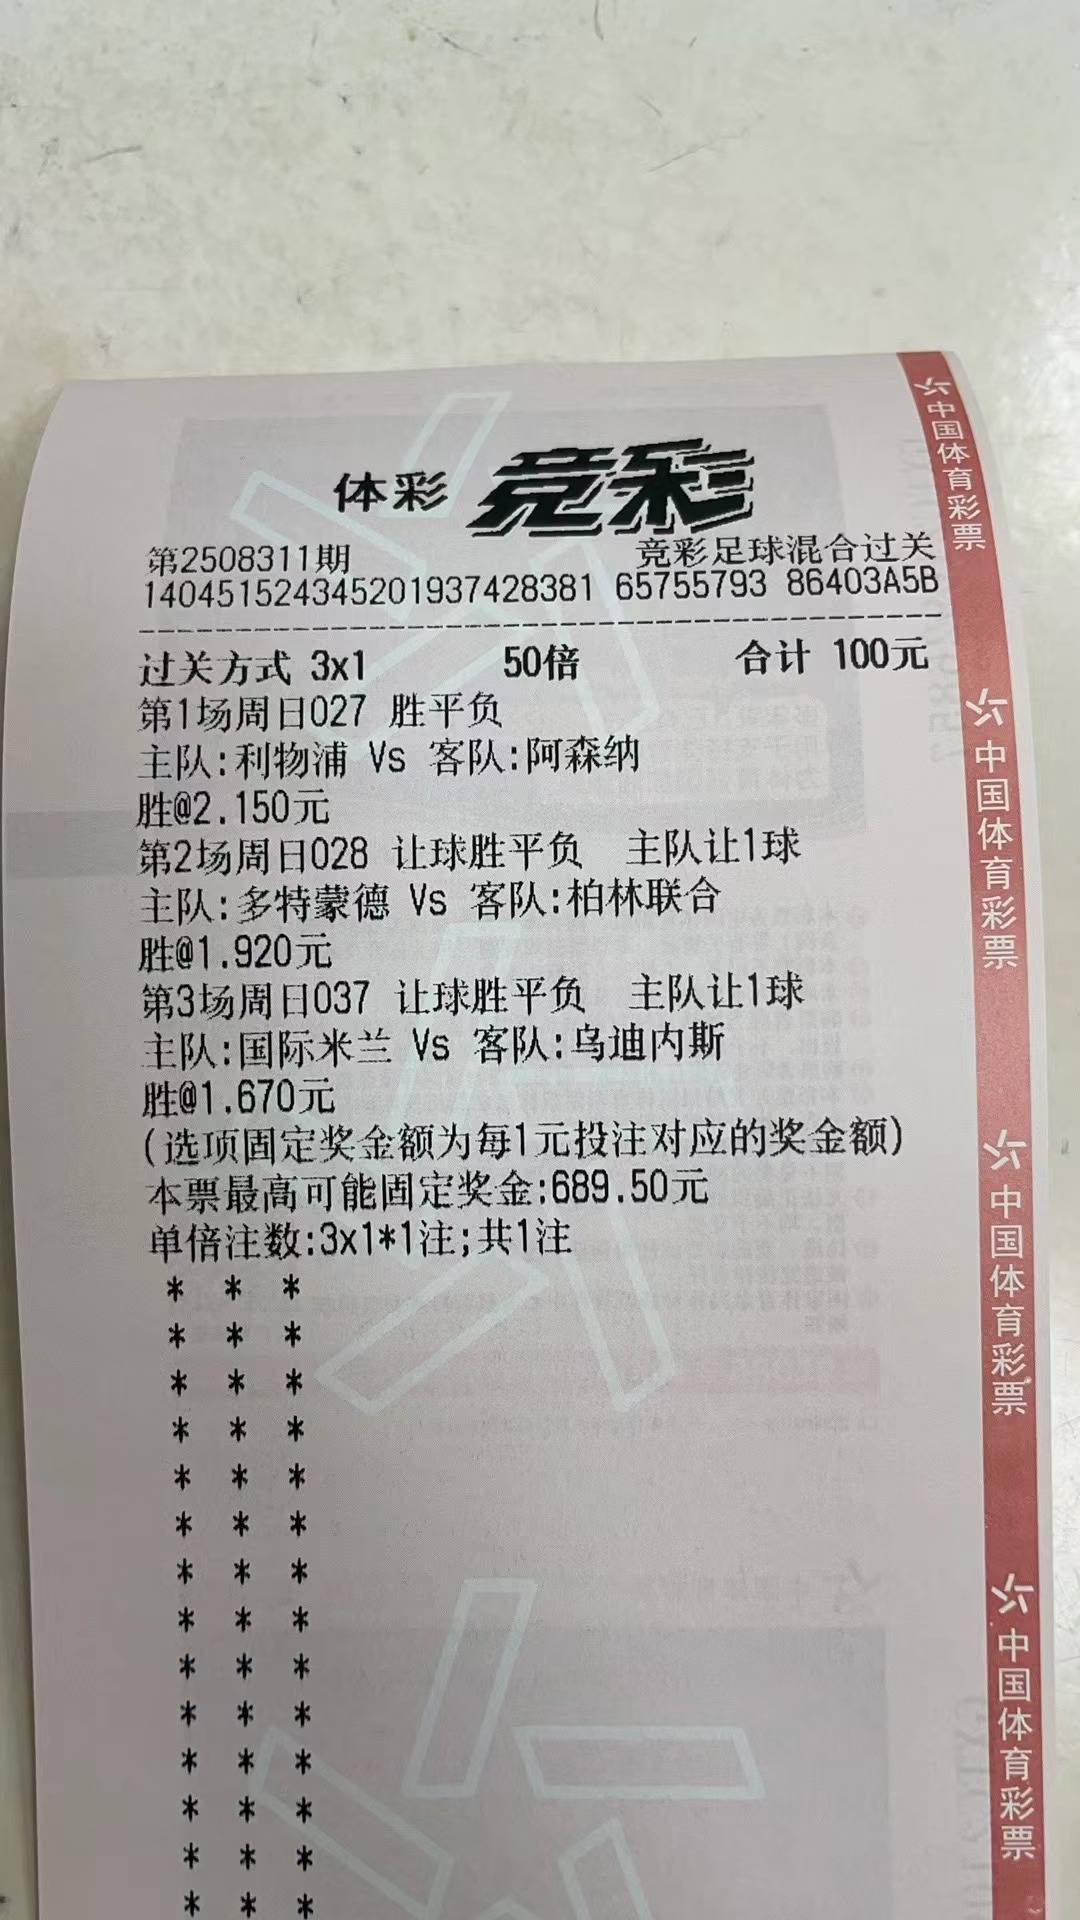 体彩 竞彩
第2508311期 竞彩足球混合过关
140451524345201937428381 65755793 86403A5B
过关方式 3x1 50倍 合计 100元
第1场周日027 胜平负
主队:利物浦 Vs 客队:阿森纳
胜@2.150元
第2场周日028 让球胜平负 主队让1球
主队:多特蒙德 Vs 客队:柏林联合
胜@1.920元
第3场周日037 让球胜平负 主队让1球
主队:国际米兰 Vs 客队:乌迪内斯
胜@1.670元
(选项固定奖金额为每1元投注对应的奖金额)
本票最高可能固定奖金:689.50元
单倍注数:3x1*1注;共1注
* * *
* * *
* * *
* * *
* * *
* * *
* * *
* * *
* * *
* * *
* * *
* * *
* * *
* * *
中国体育彩票
中国体育彩票
中国体育彩票
中国体育彩票